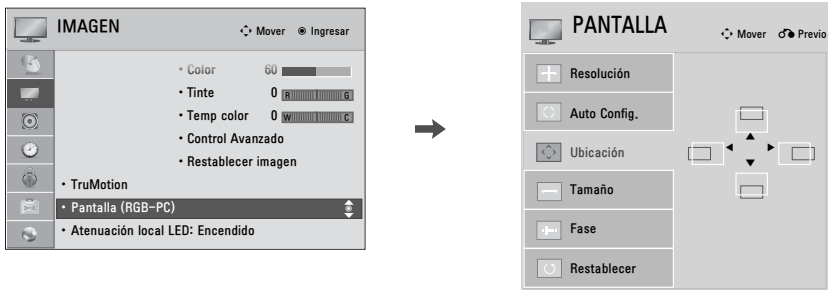 IMAGEN
Mover Ingresar
• Color 60
• Tinte 0 R G
• Temp color 0 W C
• Control Avanzado
• Restablecer imagen
• TruMotion
• Pantalla (RGB-PC)
• Atenuación local LED: Encendido
PANTALLA
Mover Previo
Resolución
Auto Config.
Ubicación
Tamaño
Fase
Restablecer